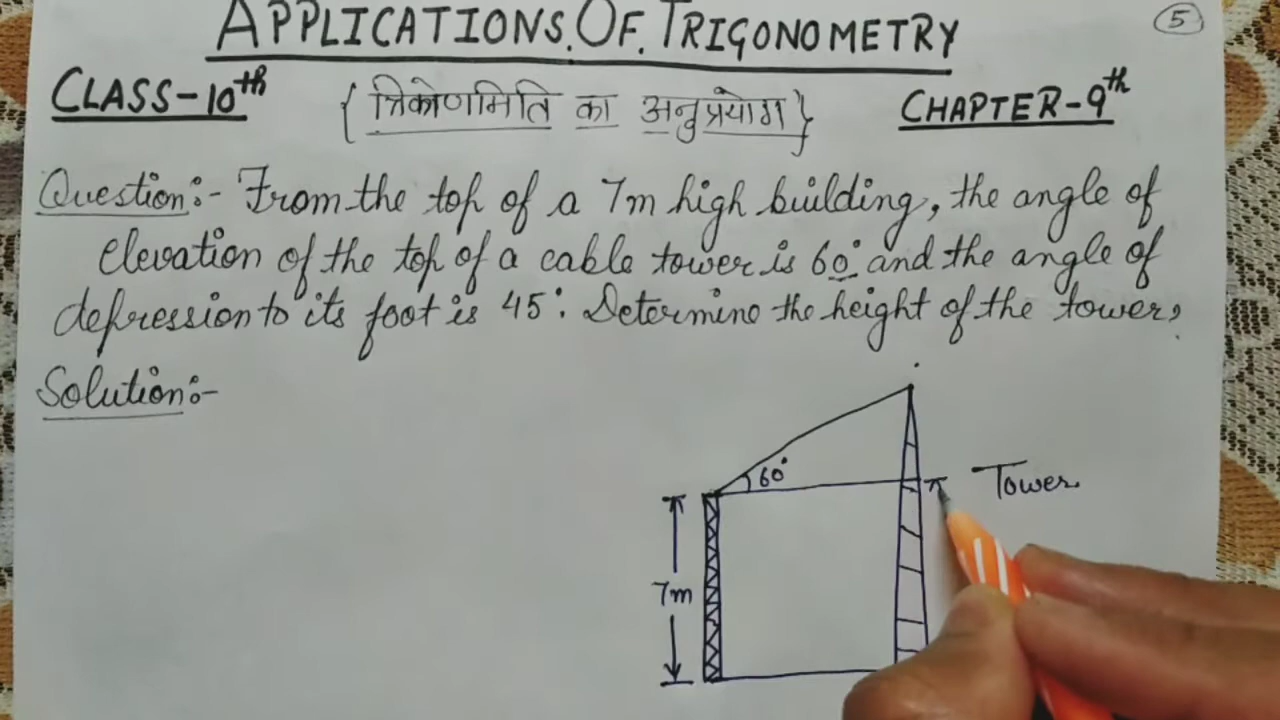 APPLICATIONS. OF. TRIGONOMETRY
5
CLASS-10th
{त्रिकोणमिति का अनुप्रयोग}
CHAPTER-9th
Question:- From the top of a 7m high building, the angle of
elevation of the top of a cable tower is 60° and the angle of
depression to its foot is 45°. Determine the height of the tower.
Solution:-
60°
Tower
7m